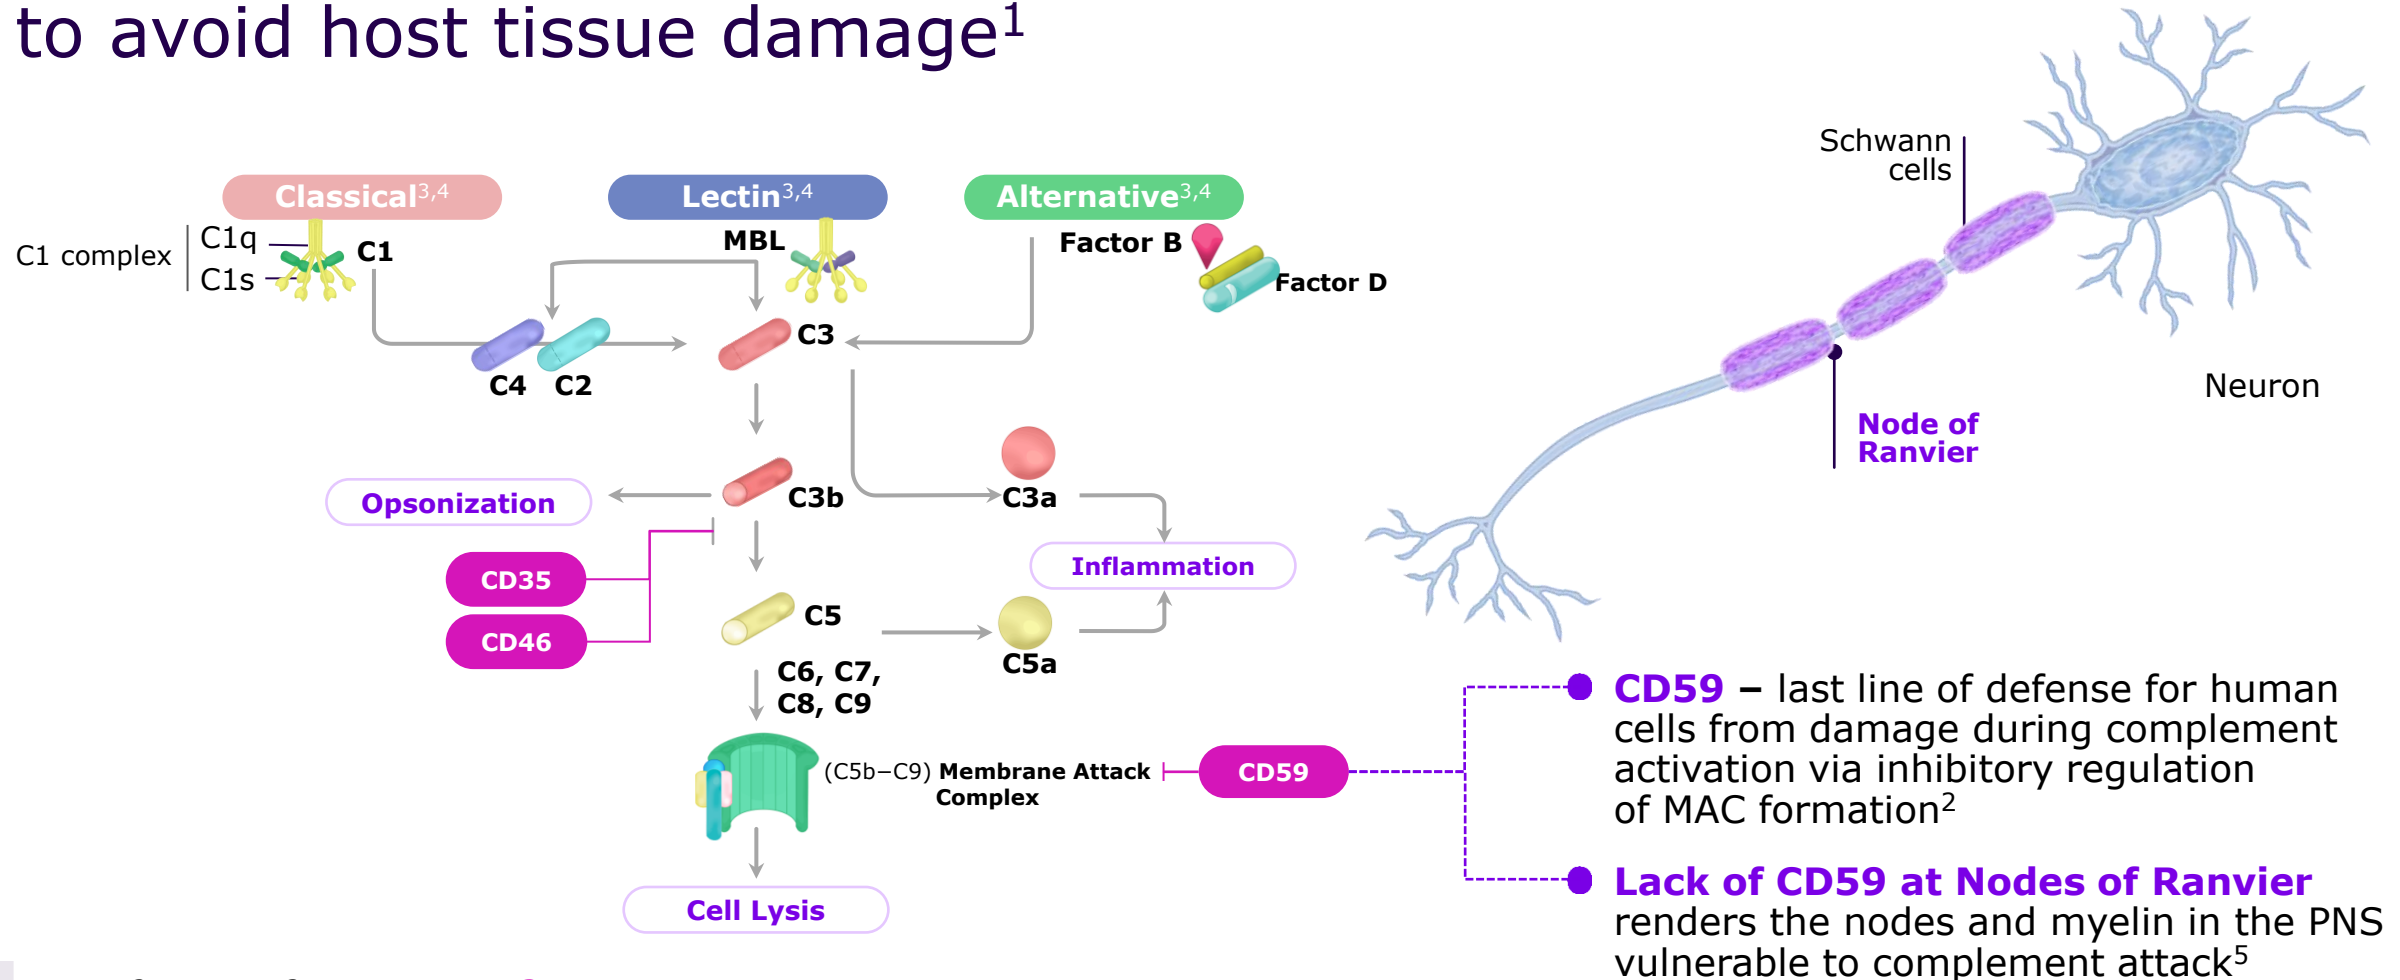 to avoid host tissue damage¹
Classical³,⁴
Lectin³,⁴
Alternative³,⁴
C1 complex
C1q
C1s
C1
MBL
Factor B
Factor D
C4
C2
C3
C3b
C3a
Opsonization
Inflammation
CD35
CD46
C5
C5a
C6, C7,
C8, C9
(C5b−C9) Membrane Attack
Complex
CD59
Cell Lysis
Schwann
cells
Node of
Ranvier
Neuron
CD59 – last line of defense for human
cells from damage during complement
activation via inhibitory regulation
of MAC formation²
Lack of CD59 at Nodes of Ranvier
renders the nodes and myelin in the PNS
vulnerable to complement attack⁵